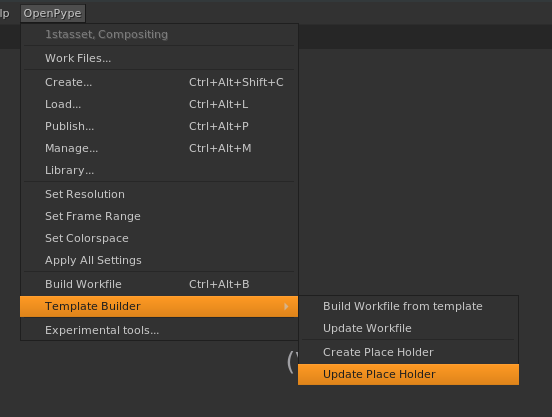 lp OpenPype
1stasset, Compositing
Work Files...
Create... Ctrl+Alt+Shift+C
Load... Ctrl+Alt+L
Publish... Ctrl+Alt+P
Manage... Ctrl+Alt+M
Library...
Set Resolution
Set Frame Range
Set Colorspace
Apply All Settings
Build Workfile Ctrl+Alt+B
Template Builder
Build Workfile from template
Update Workfile
Create Place Holder
Update Place Holder
Experimental tools...